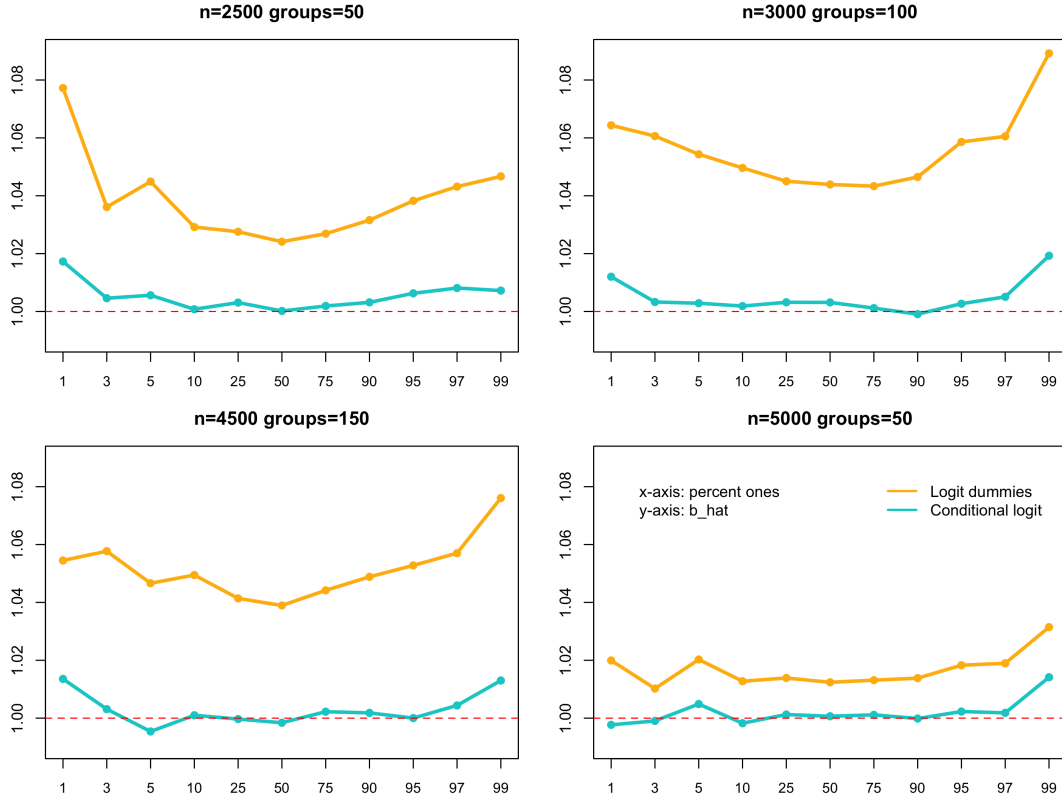 n=2500 groups=50
1.08
1.06
1.04
1.02
1.00
1 3 5 10 25 50 75 90 95 97 99
n=3000 groups=100
1.08
1.06
1.04
1.02
1.00
1 3 5 10 25 50 75 90 95 97 99
n=4500 groups=150
1.08
1.06
1.04
1.02
1.00
1 3 5 10 25 50 75 90 95 97 99
n=5000 groups=50
x-axis: percent ones
y-axis: b_hat
Logit dummies
Conditional logit
1.08
1.06
1.04
1.02
1.00
1 3 5 10 25 50 75 90 95 97 99